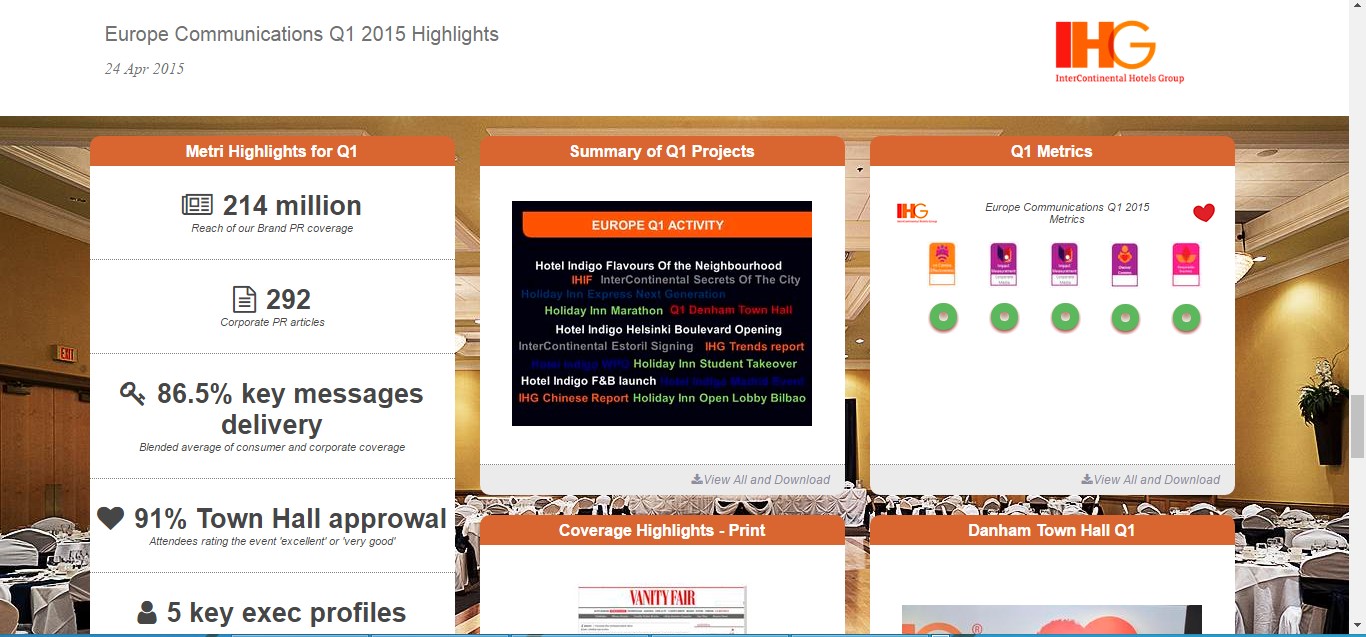 Europe Communications Q1 2015 Highlights
24 Apr 2015
IHG
InterContinental Hotels Group
Metri Highlights for Q1
214 million
Reach of our Brand PR coverage
292
Corporate PR articles
86.5% key messages
delivery
Blended average of consumer and corporate coverage
91% Town Hall approwal
Attendees rating the event 'excellent' or 'very good'
5 key exec profiles
EXIT
Summary of Q1 Projects
EUROPE Q1 ACTIVITY
Hotel Indigo Flavours Of the Neighbourhood
IHIF InterContinental Secrets Of The City
Holiday Inn Express Next Generation
Holiday Inn Marathon Q1 Denham Town Hall
Hotel Indigo Helsinki Boulevard Opening
InterContinental Estoril Signing IHG Trends report
Holiday Inn Student Takeover
Hotel Indigo F&B launch
IHG Chinese Report Holiday Inn Open Lobby Bilbao
View All and Download
Q1 Metrics
IHG
Europe Communications Q1 2015
Metrics
View All and Download
Coverage Highlights - Print
VANITY FAIR
Danham Town Hall Q1